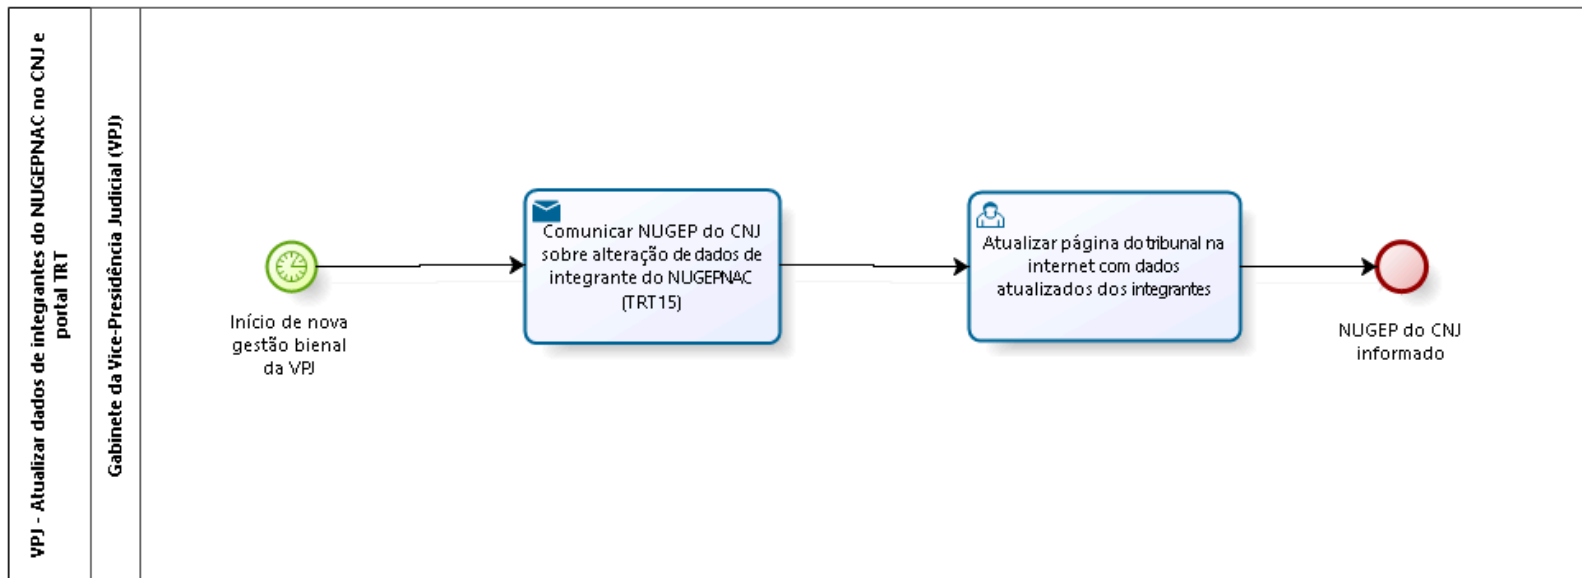 VPJ - Atualizar dados de integrantes do NUGEPNAC no CNJ e
portal TRT
Gabinete da Vice-Presidência Judicial (VPJ)
Início de nova
gestão bienal
da VPJ
Comunicar NUGEP do CNJ
sobre alteração de dados de
integrante do NUGEPNAC
(TRT15)
Atualizar página do tribunal na
internet com dados
atualizados dos integrantes
NUGEP do CNJ
informado